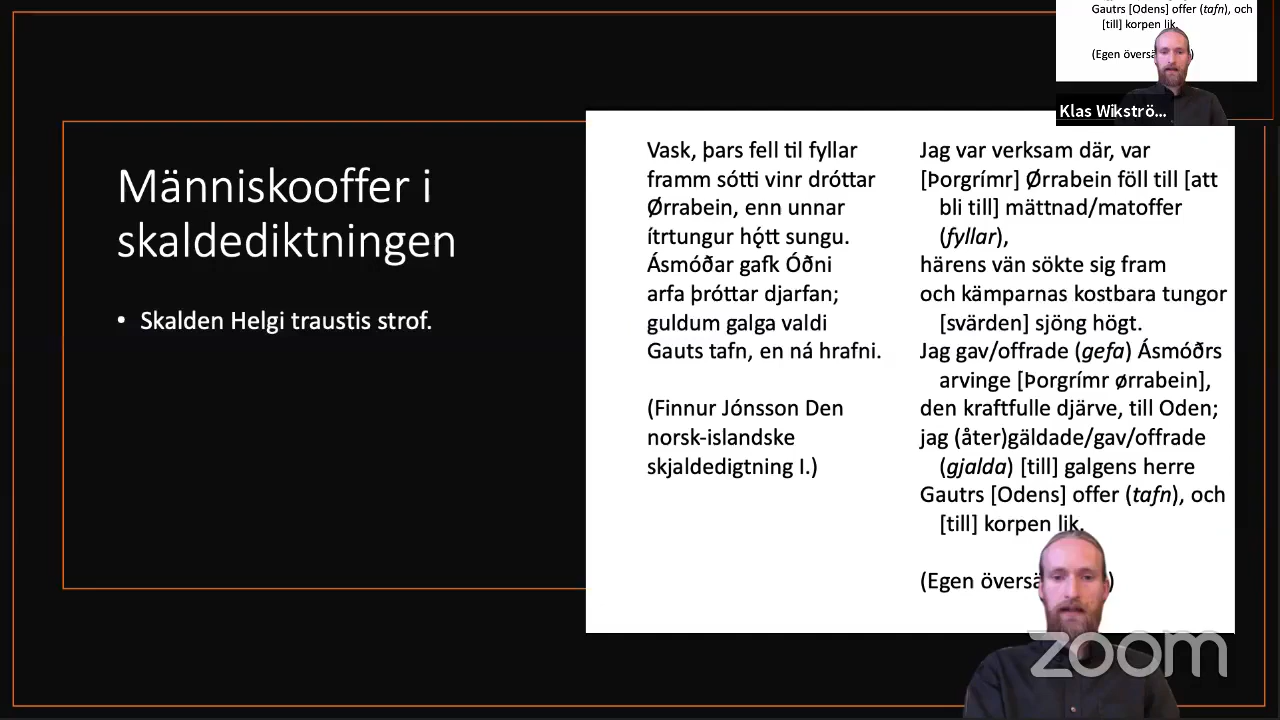 Gautrs [Odens] offer (tafn), och
[till] korpen lik.
(Egen övers )
Klas Wikströ...
Människooffer i
skaldediktningen
• Skalden Helgi traustis strof.
Vask, þars fell til fyllar
framm sótti vinr dróttar
Ørrabein, enn unnar
ítrtungur hǫ́tt sungu.
Ásmóðar gafk Óðni
arfa þróttar djarfan;
guldum galga valdi
Gauts tafn, en ná hrafni.
(Finnur Jónsson Den
norsk-islandske
skjaldedigtning I.)
Jag var verksam där, var
[Þorgrímr] Ørrabein föll till [att
bli till] mättnad/matoffer
(fyllar),
härens vän sökte sig fram
och kämparnas kostbara tungor
[svärden] sjöng högt.
Jag gav/offrade (gefa) Ásmóðrs
arvinge [Þorgrímr ørrabein],
den kraftfulle djärve, till Oden;
jag (åter)gäldade/gav/offrade
(gjalda) [till] galgens herre
Gautrs [Odens] offer (tafn), och
[till] korpen lik.
(Egen övers )
zoom